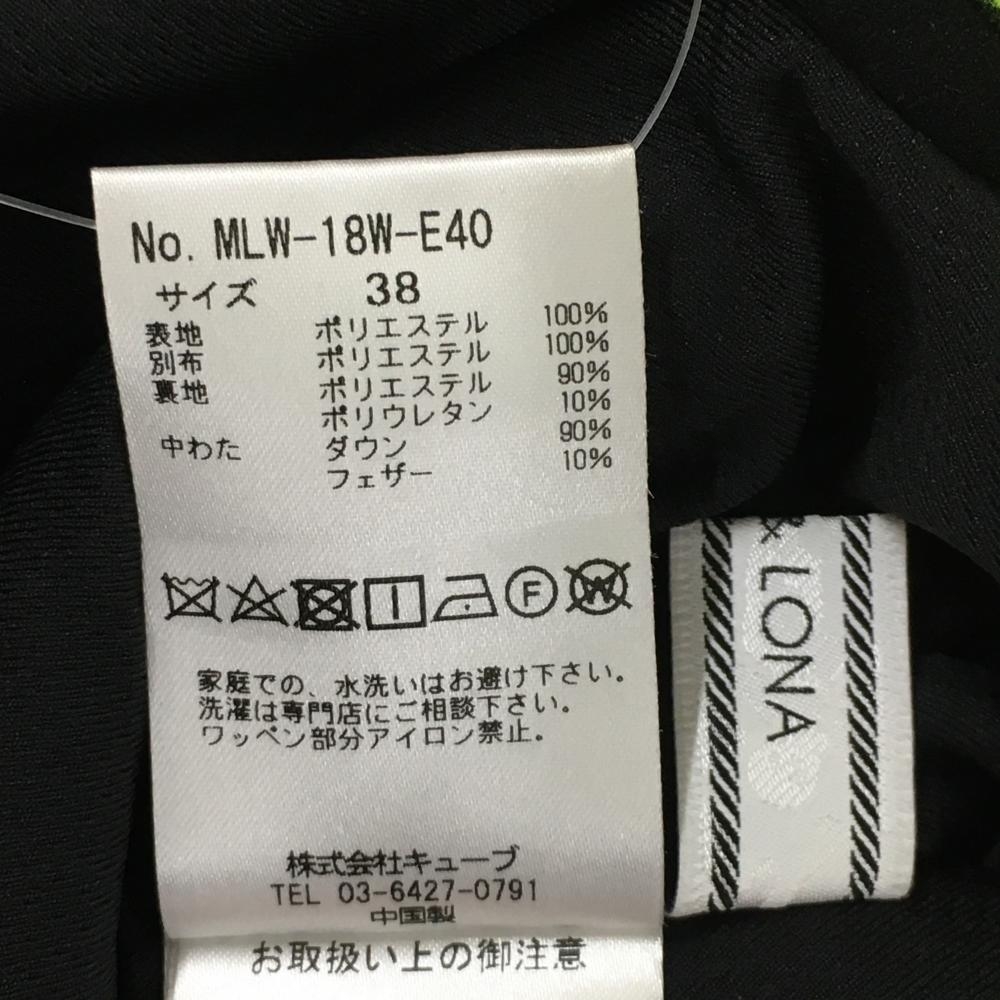 No. MLW-18W-E40
サイズ 38
表地 ポリエステル 100%
別布 ポリエステル 100%
裏地 ポリエステル 90%
ポリウレタン 10%
中わた ダウン 90%
フェザー 10%
F
W
家庭での、水洗いはお避け下さい。
洗濯は専門店にご相談下さい。
ワッペン部分アイロン禁止。
株式会社キューブ
TEL 03-6427-0791
中国製
お取扱い上の御注意
& LONA